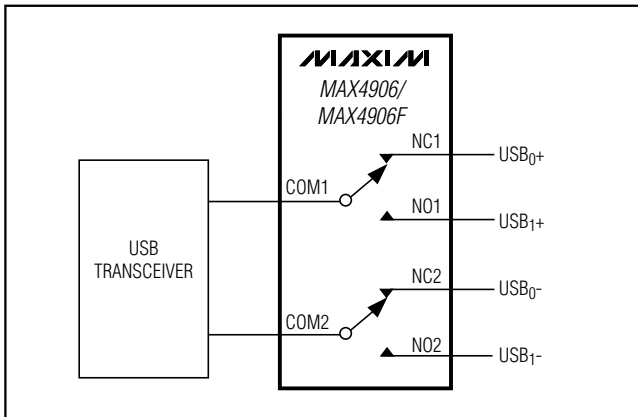 MAXIM
MAX4906/
MAX4906F
NC1
USB0+
COM1
NO1
USB1+
USB
TRANSCEIVER
NC2
USB0-
COM2
NO2
USB1-